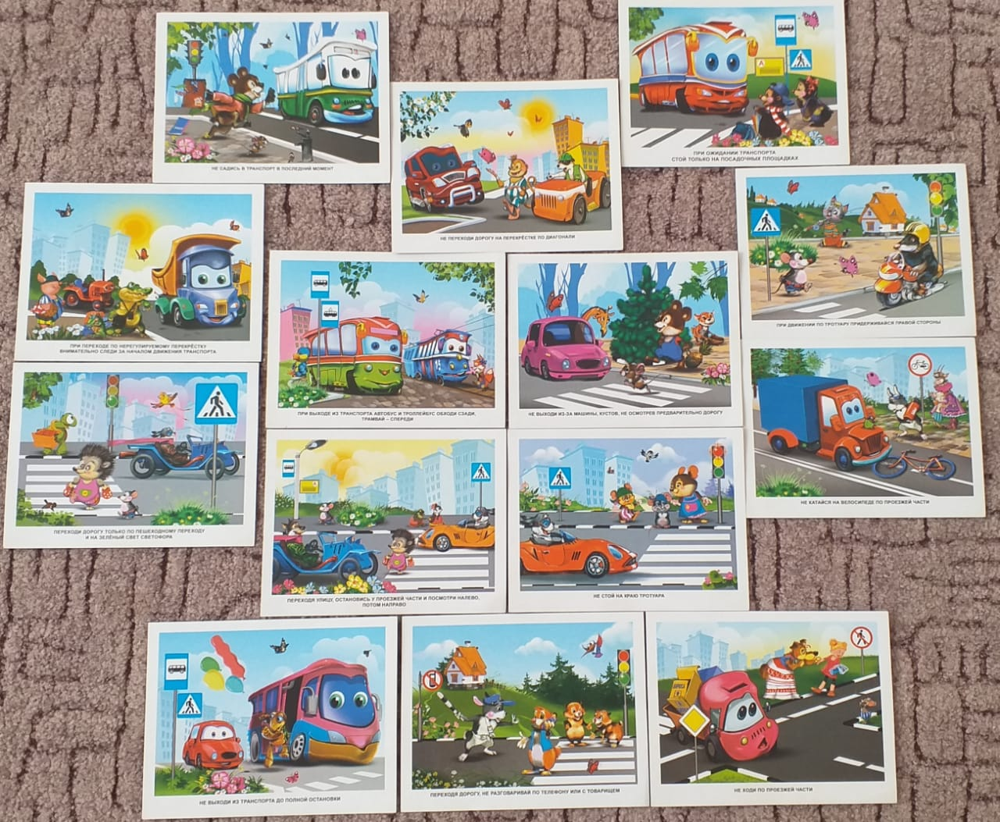 НЕ САДИСЬ В ТРАНСПОРТ В ПОСЛЕДНИЙ МОМЕНТ
НЕ ПЕРЕХОДИ ДОРОГУ НА ПЕРЕКРЁСТКЕ ПО ДИАГОНАЛИ
А
ПРИ ОЖИДАНИИ ТРАНСПОРТА
СТОЙ ТОЛЬКО НА ПОСАДОЧНЫХ ПЛОЩАДКАХ
ПРИ ПЕРЕХОДЕ ПО НЕРЕГУЛИРУЕМОМУ ПЕРЕКРЁСТКУ
ВНИМАТЕЛЬНО СЛЕДИ ЗА НАЧАЛОМ ДВИЖЕНИЯ ТРАНСПОРТА
ПРИ ВЫХОДЕ ИЗ ТРАНСПОРТА АВТОБУС И ТРОЛЛЕЙБУС ОБХОДИ СЗАДИ,
ТРАМВАЙ – СПЕРЕДИ
НЕ ВЫХОДИ ИЗ-ЗА МАШИНЫ, КУСТОВ, НЕ ОСМОТРЕВ ПРЕДВАРИТЕЛЬНО ДОРОГУ
ПРИ ДВИЖЕНИИ ПО ТРОТУАРУ ПРИДЕРЖИВАЙСЯ ПРАВОЙ СТОРОНЫ
ПЕРЕХОДИ ДОРОГУ ТОЛЬКО ПО ПЕШЕХОДНОМУ ПЕРЕХОДУ
И НА ЗЕЛЁНЫЙ СВЕТ СВЕТОФОРА
ПЕРЕХОДЯ УЛИЦУ, ОСТАНОВИСЬ У ПРОЕЗЖЕЙ ЧАСТИ И ПОСМОТРИ НАЛЕВО,
ПОТОМ НАПРАВО
НЕ СТОЙ НА КРАЮ ТРОТУАРА
НЕ КАТАЙСЯ НА ВЕЛОСИПЕДЕ ПО ПРОЕЗЖЕЙ ЧАСТИ
НЕ ВЫХОДИ ИЗ ТРАНСПОРТА ДО ПОЛНОЙ ОСТАНОВКИ
ПЕРЕХОДЯ ДОРОГУ, НЕ РАЗГОВАРИВАЙ ПО ТЕЛЕФОНУ ИЛИ С ТОВАРИЩЕМ
НЕ ХОДИ ПО ПРОЕЗЖЕЙ ЧАСТИ